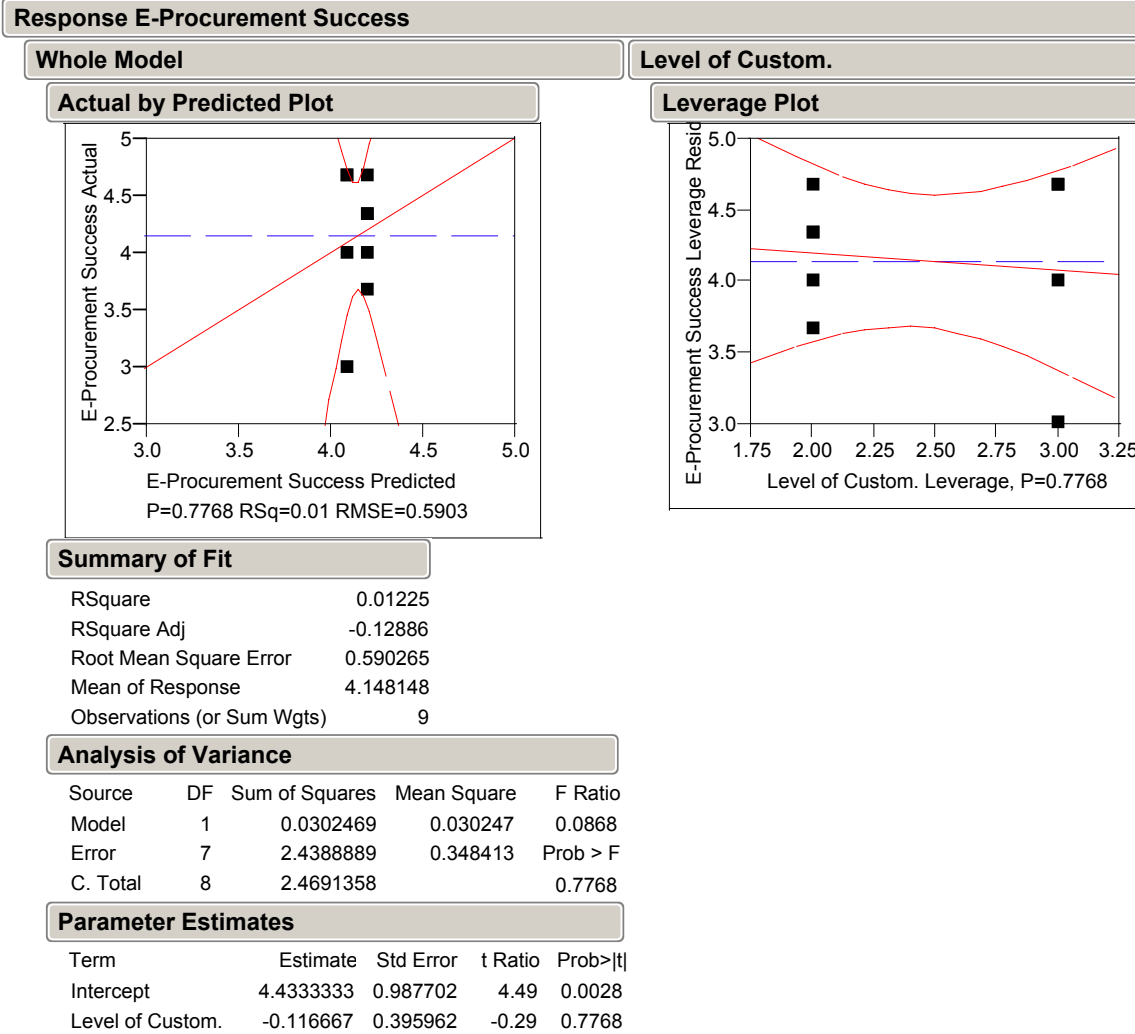 Response E-Procurement Success
Whole Model
Actual by Predicted Plot
E-Procurement Success Actual
5
4.5
4
3.5
3
2.5
3.0 3.5 4.0 4.5 5.0
E-Procurement Success Predicted
P=0.7768 RSq=0.01 RMSE=0.5903
Level of Custom.
Leverage Plot
E-Procurement Success Leverage Resid
5.0
4.5
4.0
3.5
3.0
1.75 2.00 2.25 2.50 2.75 3.00 3.25
Level of Custom. Leverage, P=0.7768
Summary of Fit
RSquare 0.01225
RSquare Adj -0.12886
Root Mean Square Error 0.590265
Mean of Response 4.148148
Observations (or Sum Wgts) 9
Analysis of Variance
Source DF Sum of Squares Mean Square F Ratio
Model 1 0.0302469 0.030247 0.0868
Error 7 2.4388889 0.348413 Prob > F
C. Total 8 2.4691358 0.7768
Parameter Estimates
Term Estimate Std Error t Ratio Prob>|t|
Intercept 4.4333333 0.987702 4.49 0.0028
Level of Custom. -0.116667 0.395962 -0.29 0.7768